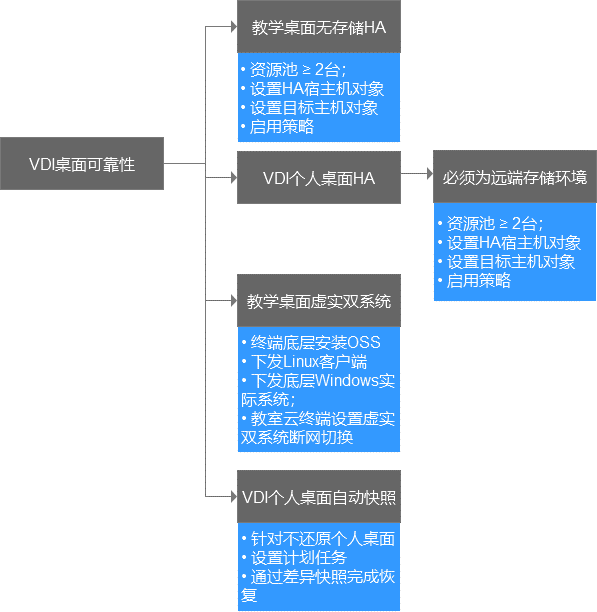 教学桌面无存储HA
• 资源池 ≥ 2台；
• 设置HA宿主机对象
• 设置目标主机对象
• 启用策略
VDI桌面可靠性
VDI个人桌面HA
必须为远端存储环境
• 资源池 ≥ 2台；
• 设置HA宿主机对象
• 设置目标主机对象
• 启用策略
教学桌面虚实双系统
• 终端底层安装OSS
• 下发Linux客户端
• 下发底层Windows实
际系统；
• 教室云终端设置虚实
双系统断网切换
VDI个人桌面自动快照
• 针对不还原个人桌面
• 设置计划任务
• 通过差异快照完成恢
复